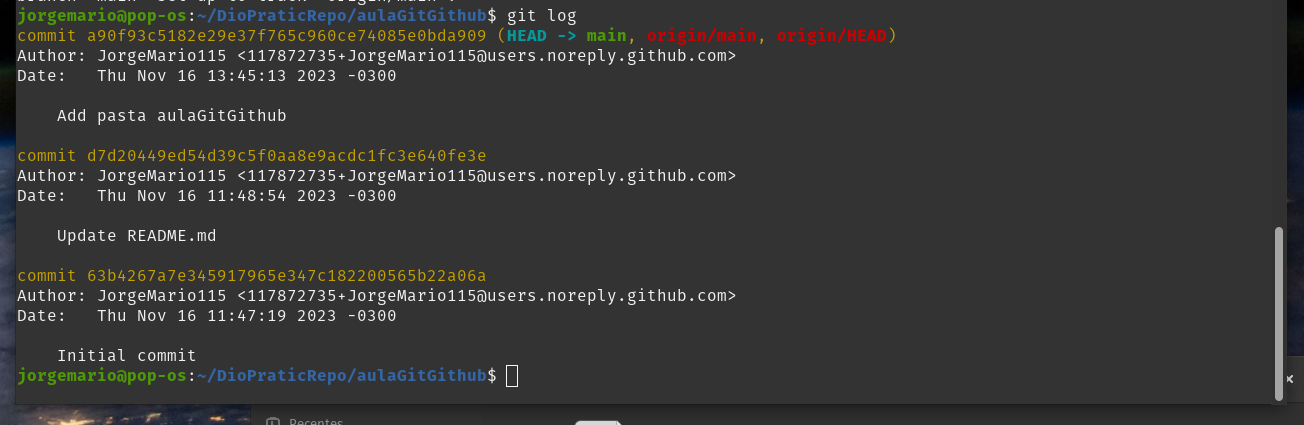 jorgemario@pop-os:~/DioPraticRepo/aulaGitGithub$ git log
commit a90f93c5182e29e37f765c960ce74085e0bda909 (HEAD -> main, origin/main, origin/HEAD)
Author: JorgeMario115 <117872735+JorgeMario115@users.noreply.github.com>
Date:   Thu Nov 16 13:45:13 2023 -0300
    Add pasta aulaGitGithub
commit d7d20449ed54d39c5f0aa8e9acdc1fc3e640fe3e
Author: JorgeMario115 <117872735+JorgeMario115@users.noreply.github.com>
Date:   Thu Nov 16 11:48:54 2023 -0300
    Update README.md
commit 63b4267a7e345917965e347c182200565b22a06a
Author: JorgeMario115 <117872735+JorgeMario115@users.noreply.github.com>
Date:   Thu Nov 16 11:47:19 2023 -0300
    Initial commit
jorgemario@pop-os:~/DioPraticRepo/aulaGitGithub$
Recentes